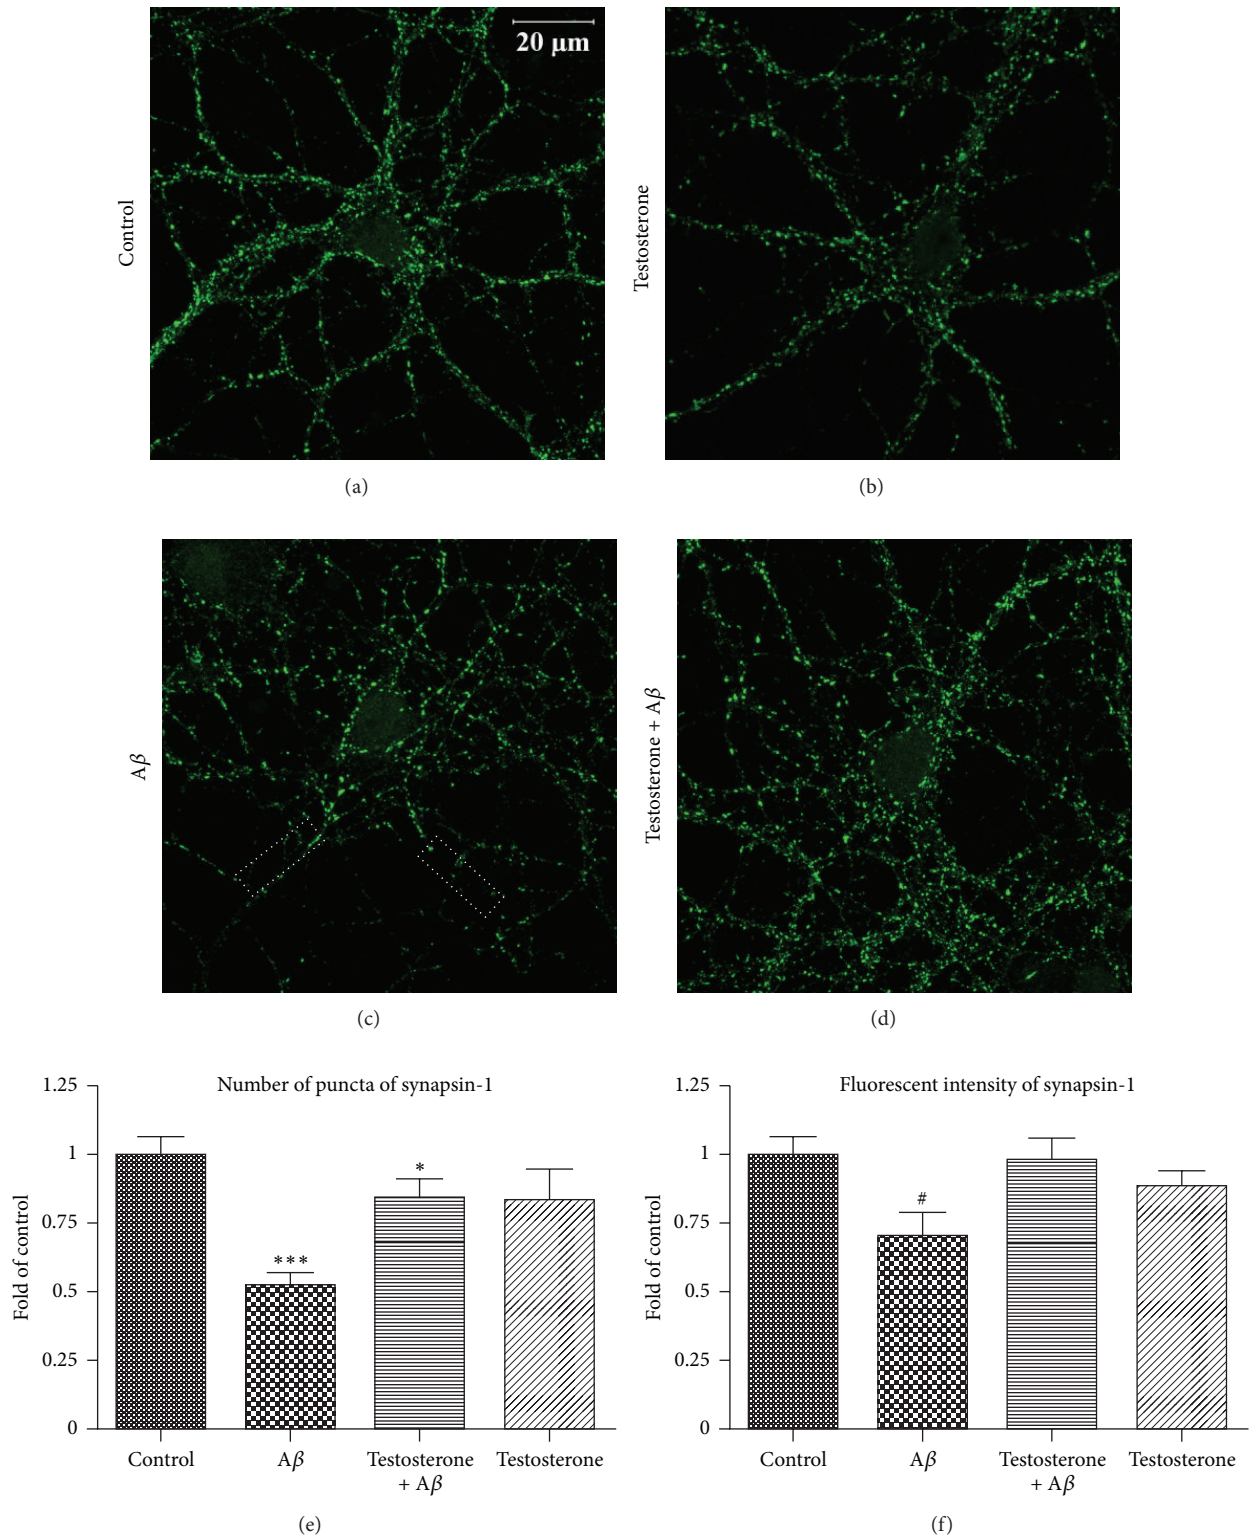 20 μm
Control
Testosterone
(a)
(b)
Aβ
Testosterone + Aβ
(c)
(d)
Number of puncta of synapsin-1
Fold of control
1.25
1
0.75
0.5
0.25
0
***
*
Control
Aβ
Testosterone
+ Aβ
Testosterone
(e)
Fluorescent intensity of synapsin-1
Fold of control
1.25
1
0.75
0.5
0.25
0
#
Control
Aβ
Testosterone
+ Aβ
Testosterone
(f)